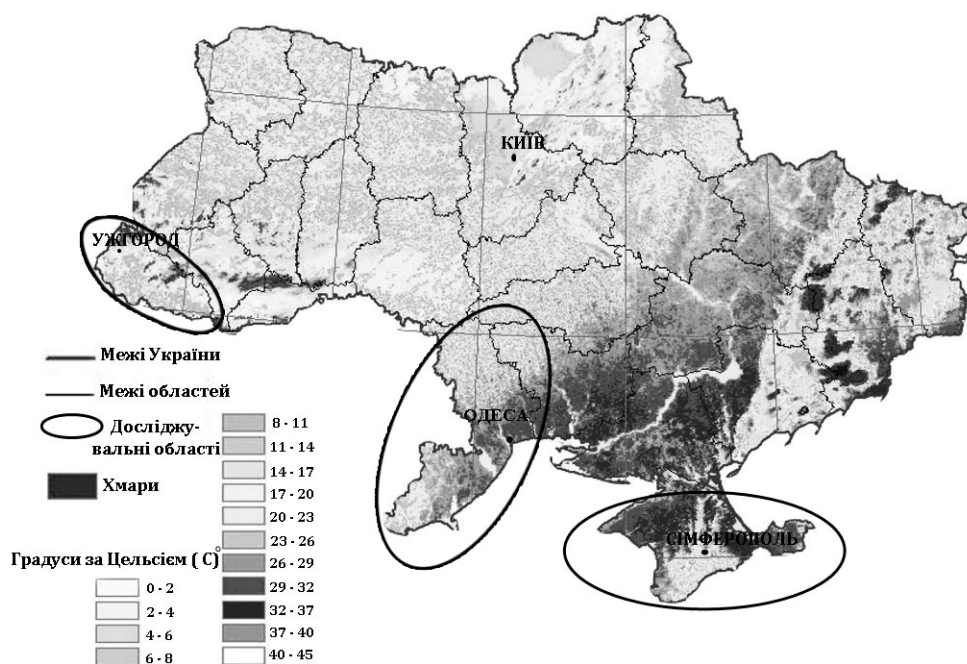 КИЇВ
УЖГОРОД
ОДЕСА
СІМФЕРОПОЛЬ
Межі України
Межі областей
Досліджу-
вальні області
Хмари
Градуси за Цельсієм ( С)°
0 - 2
2 - 4
4 - 6
6 - 8
8 - 11
11 - 14
14 - 17
17 - 20
20 - 23
23 - 26
26 - 29
29 - 32
32 - 37
37 - 40
40 - 45